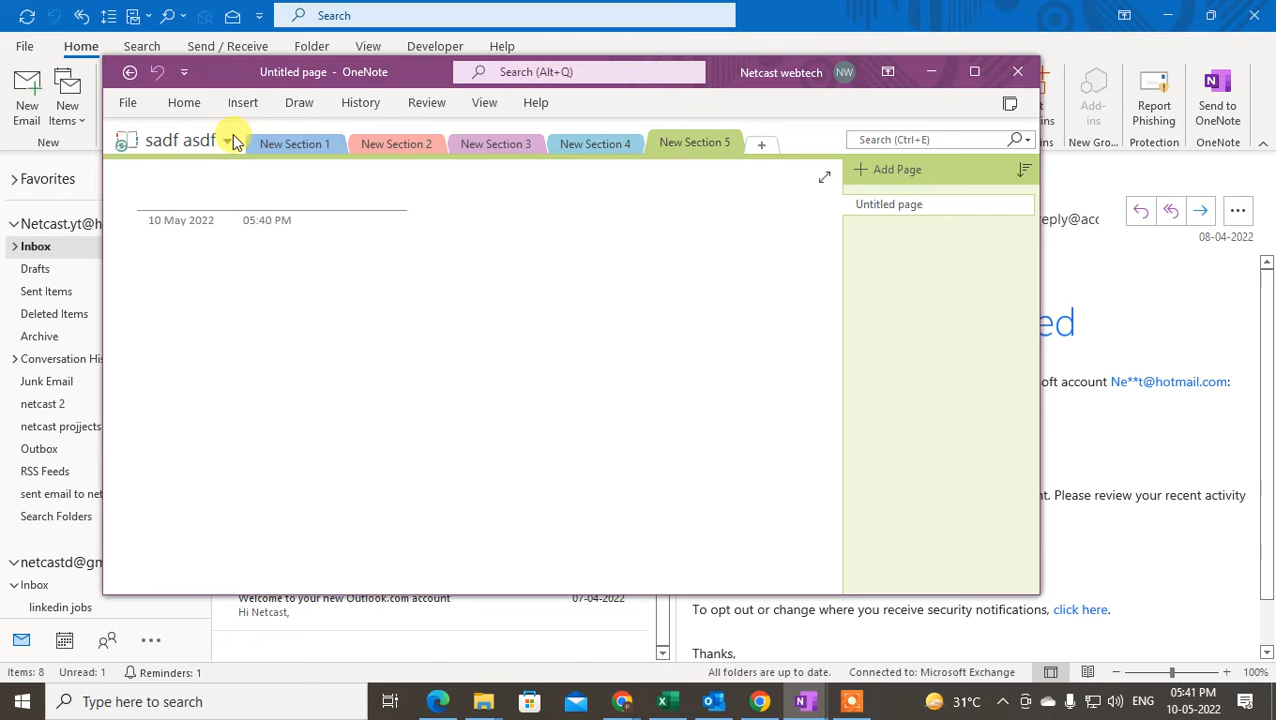 Search
File Home Search Send / Receive Folder View Developer Help
Untitled page - OneNote
Search (Alt+Q)
Netcast webtech NW
New Email
New Items
New
File Home Insert Draw History Review View Help
Add-ins
Report Phishing
Send to OneNote
New Gro...
Protection
OneNote
sadf asdf
New Section 1
New Section 2
New Section 3
New Section 4
New Section 5
+
Search (Ctrl+E)
Add Page
Untitled page
10 May 2022 05:40 PM
Favorites
Netcast.yt@h
Inbox
Drafts
Sent Items
Deleted Items
Archive
Conversation His
Junk Email
netcast 2
netcast projjects
Outbox
RSS Feeds
sent email to net
Search Folders
netcastd@gm
Inbox
linkedin jobs
reply@acc
08-04-2022
ed
soft account Ne**t@hotmail.com:
nt. Please review your recent activity
To opt out or change where you receive security notifications, click here.
Thanks,
Welcome to your new Outlook.com account 07-04-2022
Hi Netcast,
Items: 8 Unread: 1 Reminders: 1
All folders are up to date. Connected to: Microsoft Exchange
100%
Type here to search
31°C
ENG
05:41 PM
10-05-2022